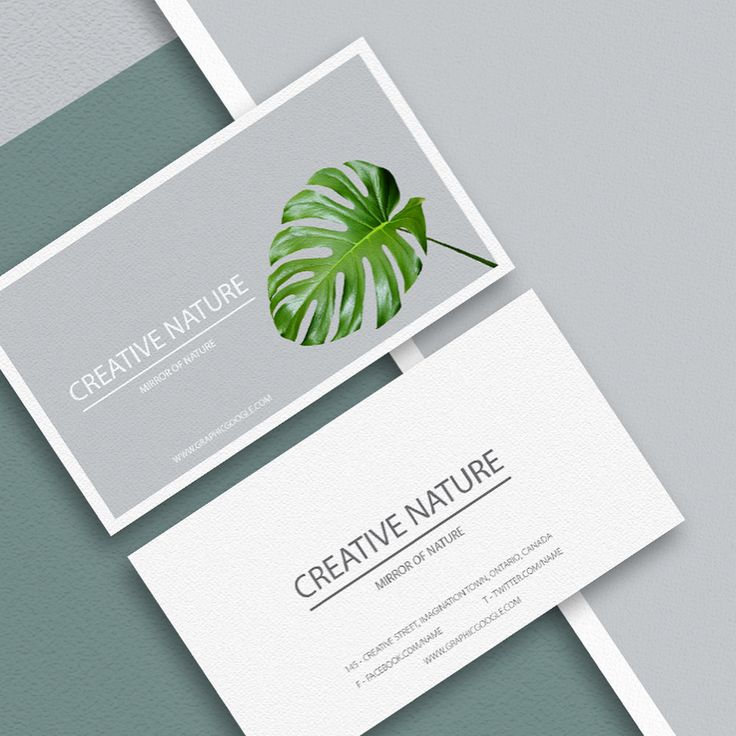 CREATIVE NATURE
MIRROR OF NATURE
WWW.GRAPHICGOOGLE.COM
CREATIVE NATURE
MIRROR OF NATURE
145 - CREATIVE STREET, IMAGINATION TOWN, ONTARIO, CANADA
F - FACEBOOK.COM/NAME T - TWITTER.COM/NAME
WWW.GRAPHICGOOGLE.COM